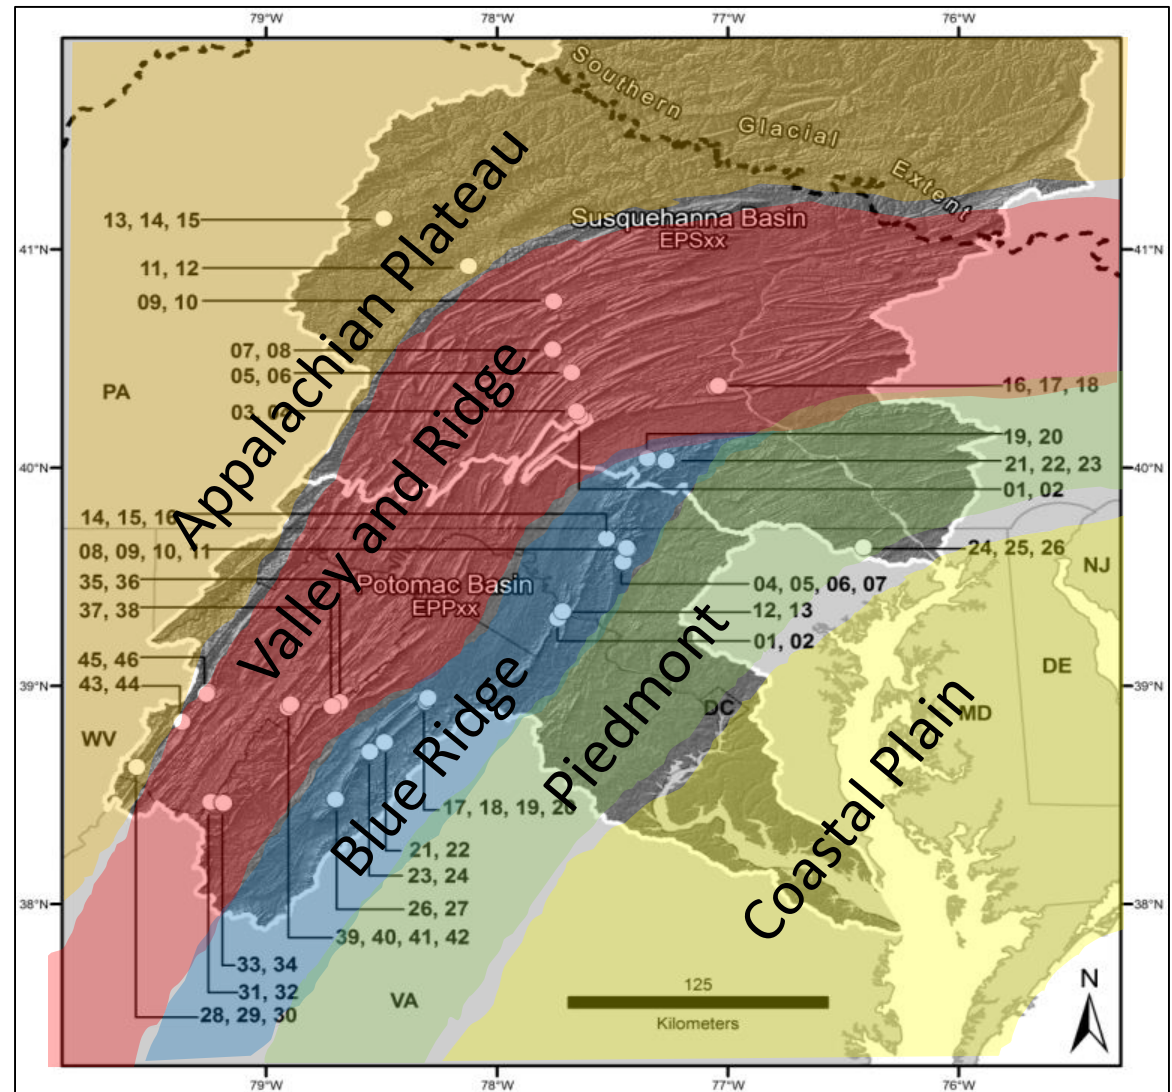 79°W 78°W 77°W 76°W
Southern Glacial Extent
Appalachian Plateau
13, 14, 15
Susquehanna Basin
EPSxx
41°N 41°N
11, 12
09, 10
07, 08
05, 06
PA
16, 17, 18
03, 04
Valley and Ridge
19, 20
40°N 40°N
21, 22, 23
01, 02
14, 15, 16
08, 09, 10, 11
24, 25, 26
NJ
35, 36
Potomac Basin
EPPxx
04, 05, 06, 07
37, 38
12, 13
01, 02
45, 46
DE
43, 44
39°N 39°N
DC
MD
WV
Blue Ridge
Piedmont
Coastal Plain
17, 18, 19, 20
21, 22
23, 24
38°N 38°N
26, 27
39, 40, 41, 42
33, 34
31, 32
VA
125
Kilometers
N
28, 29, 30
79°W 78°W 77°W 76°W